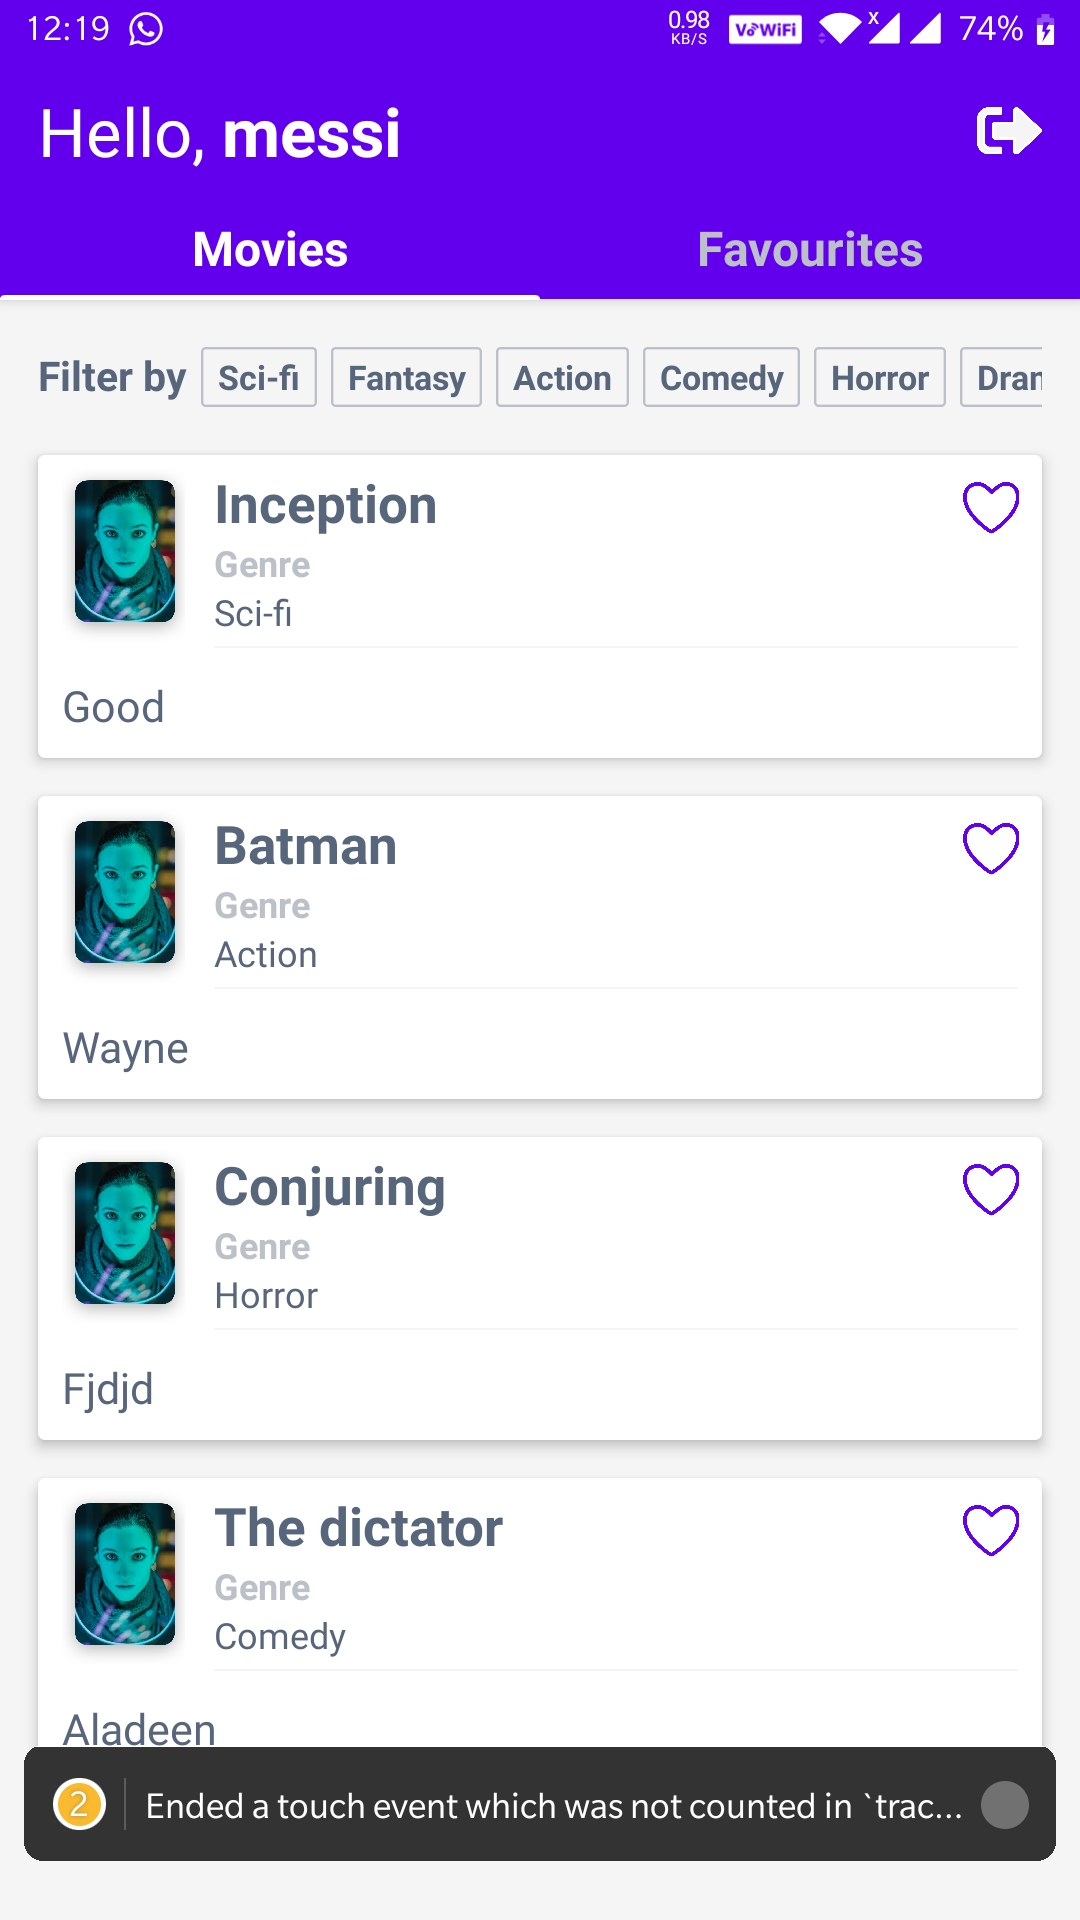 12:19 0.98 KB/S VoWiFi X 74%
Hello, messi
Movies Favourites
Filter by Sci-fi Fantasy Action Comedy Horror Dran
Inception
Genre
Sci-fi
Good
Batman
Genre
Action
Wayne
Conjuring
Genre
Horror
Fjdjd
The dictator
Genre
Comedy
Aladeen
2 Ended a touch event which was not counted in `trac...